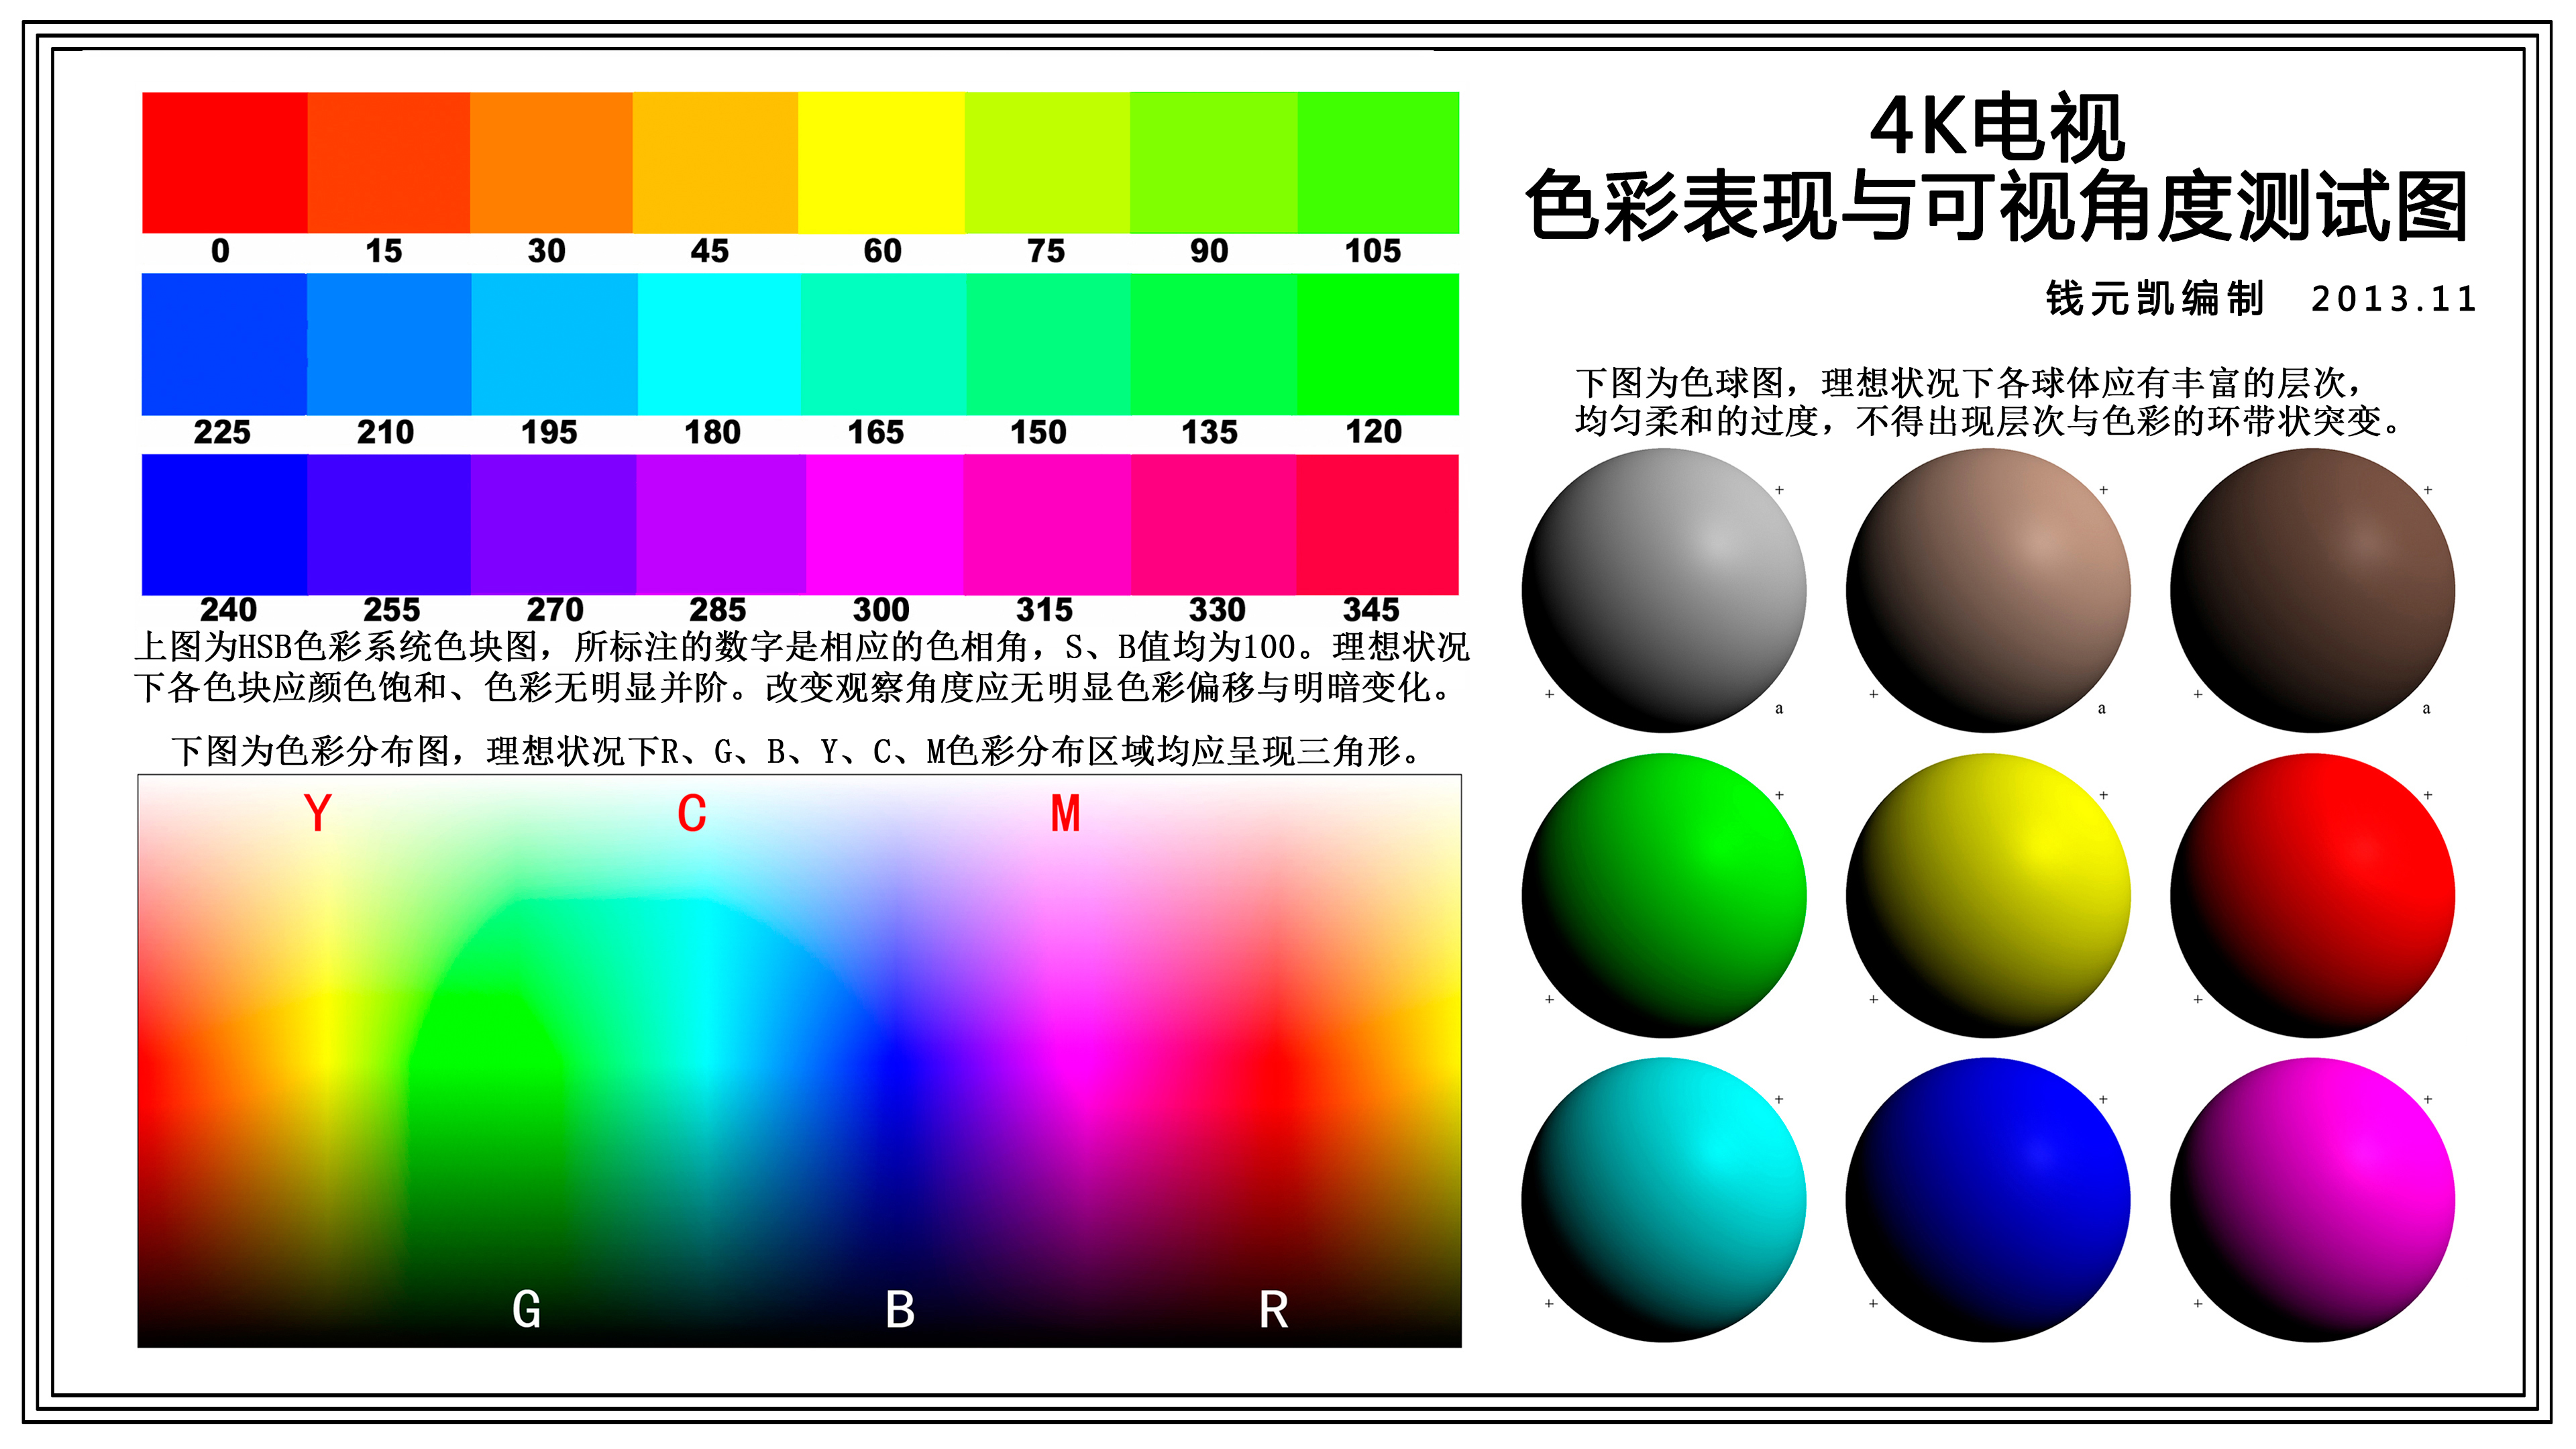 4K电视
色彩表现与可视角度测试图
钱元凯编制 2013.11
0 15 30 45 60 75 90 105
225 210 195 180 165 150 135 120
240 255 270 285 300 315 330 345
上图为HSB色彩系统色块图，所标注的数字是相应的色相角，S、B值均为100。理想状况
下各色块应颜色饱和、色彩无明显并阶。改变观察角度应无明显色彩偏移与明暗变化。
下图为色彩分布图，理想状况下R、G、B、Y、C、M色彩分布区域均应呈现三角形。
Y C M
G B R
下图为色球图，理想状况下各球体应有丰富的层次，
均匀柔和的过度，不得出现层次与色彩的环带状突变。
+ + +
+ + +
a a a
+ + +
+ + +
+ + +
+ + +